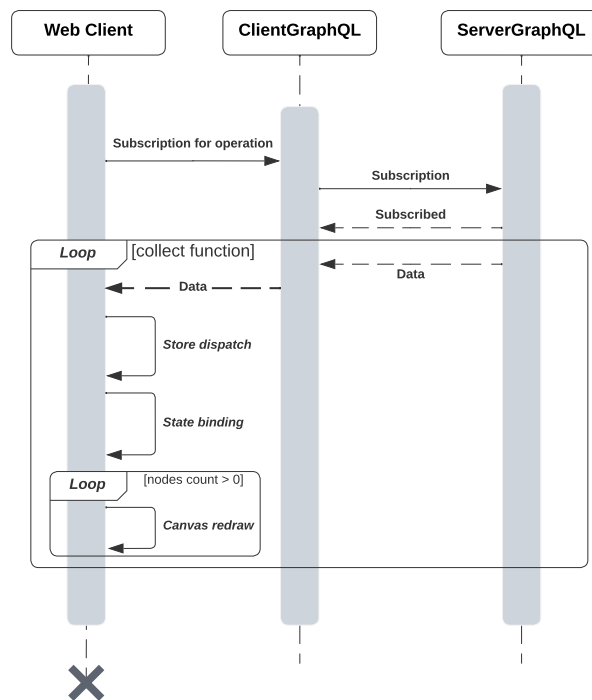 Web Client
ClientGraphQL
ServerGraphQL
Subscription for operation
Subscription
Subscribed
Loop
[collect function]
Data
Data
Store dispatch
State binding
Loop
[nodes count > 0]
Canvas redraw